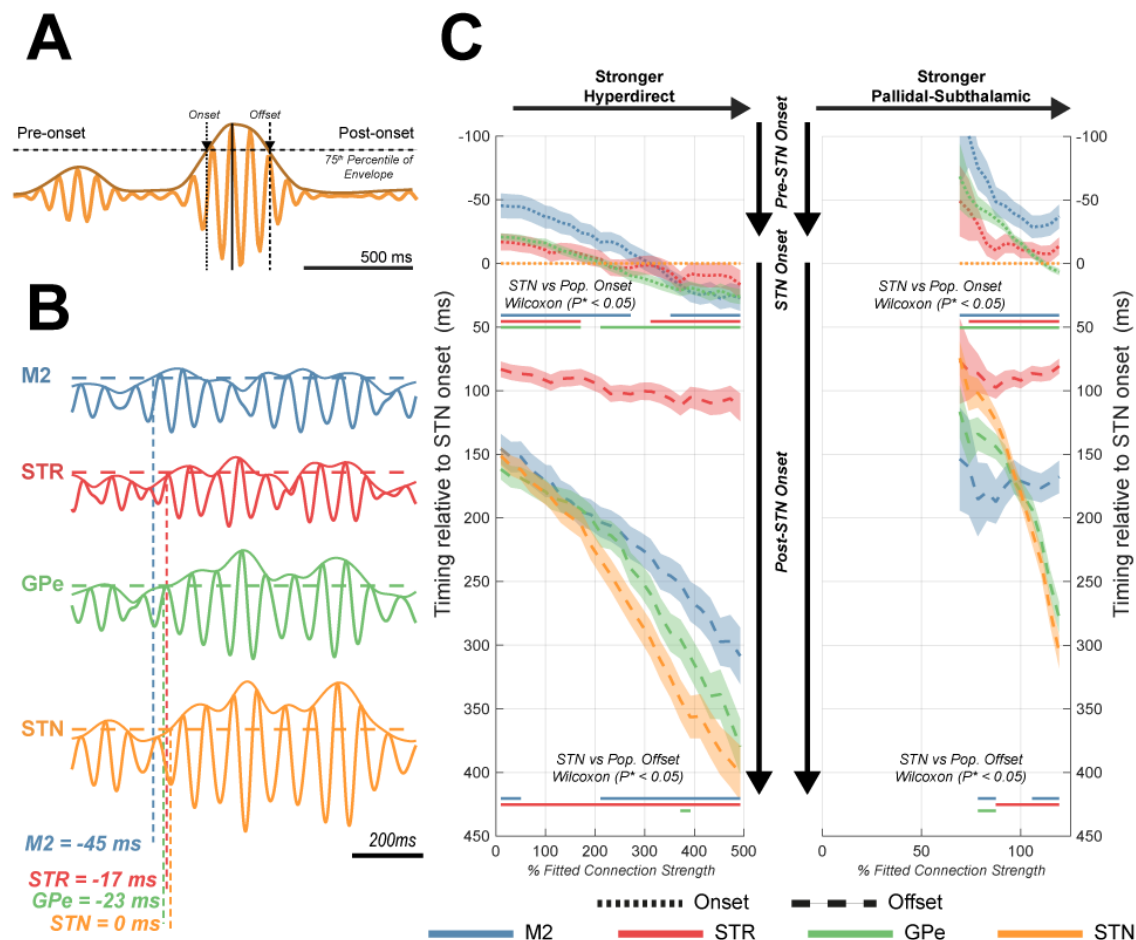 A
Pre-onset
Onset
Offset
Post-onset
75th Percentile of
Envelope
500 ms
B
M2
STR
GPe
STN
M2 = -45 ms
STR = -17 ms
GPe = -23 ms
STN = 0 ms
200ms
C
Stronger
Hyperdirect
Stronger
Pallidal-Subthalamic
Timing relative to STN onset (ms)
-100
-50
0
50
100
150
200
250
300
350
400
450
STN vs Pop. Onset
Wilcoxon (P* < 0.05)
STN vs Pop. Offset
Wilcoxon (P* < 0.05)
0 100 200 300 400 500
% Fitted Connection Strength
Pre-STN Onset
STN Onset
Post-STN Onset
STN vs Pop. Onset
Wilcoxon (P* < 0.05)
STN vs Pop. Offset
Wilcoxon (P* < 0.05)
0 100
% Fitted Connection Strength
-100
-50
0
50
100
150
200
250
300
350
400
450
Timing relative to STN onset (ms)
Onset Offset
M2 STR GPe STN